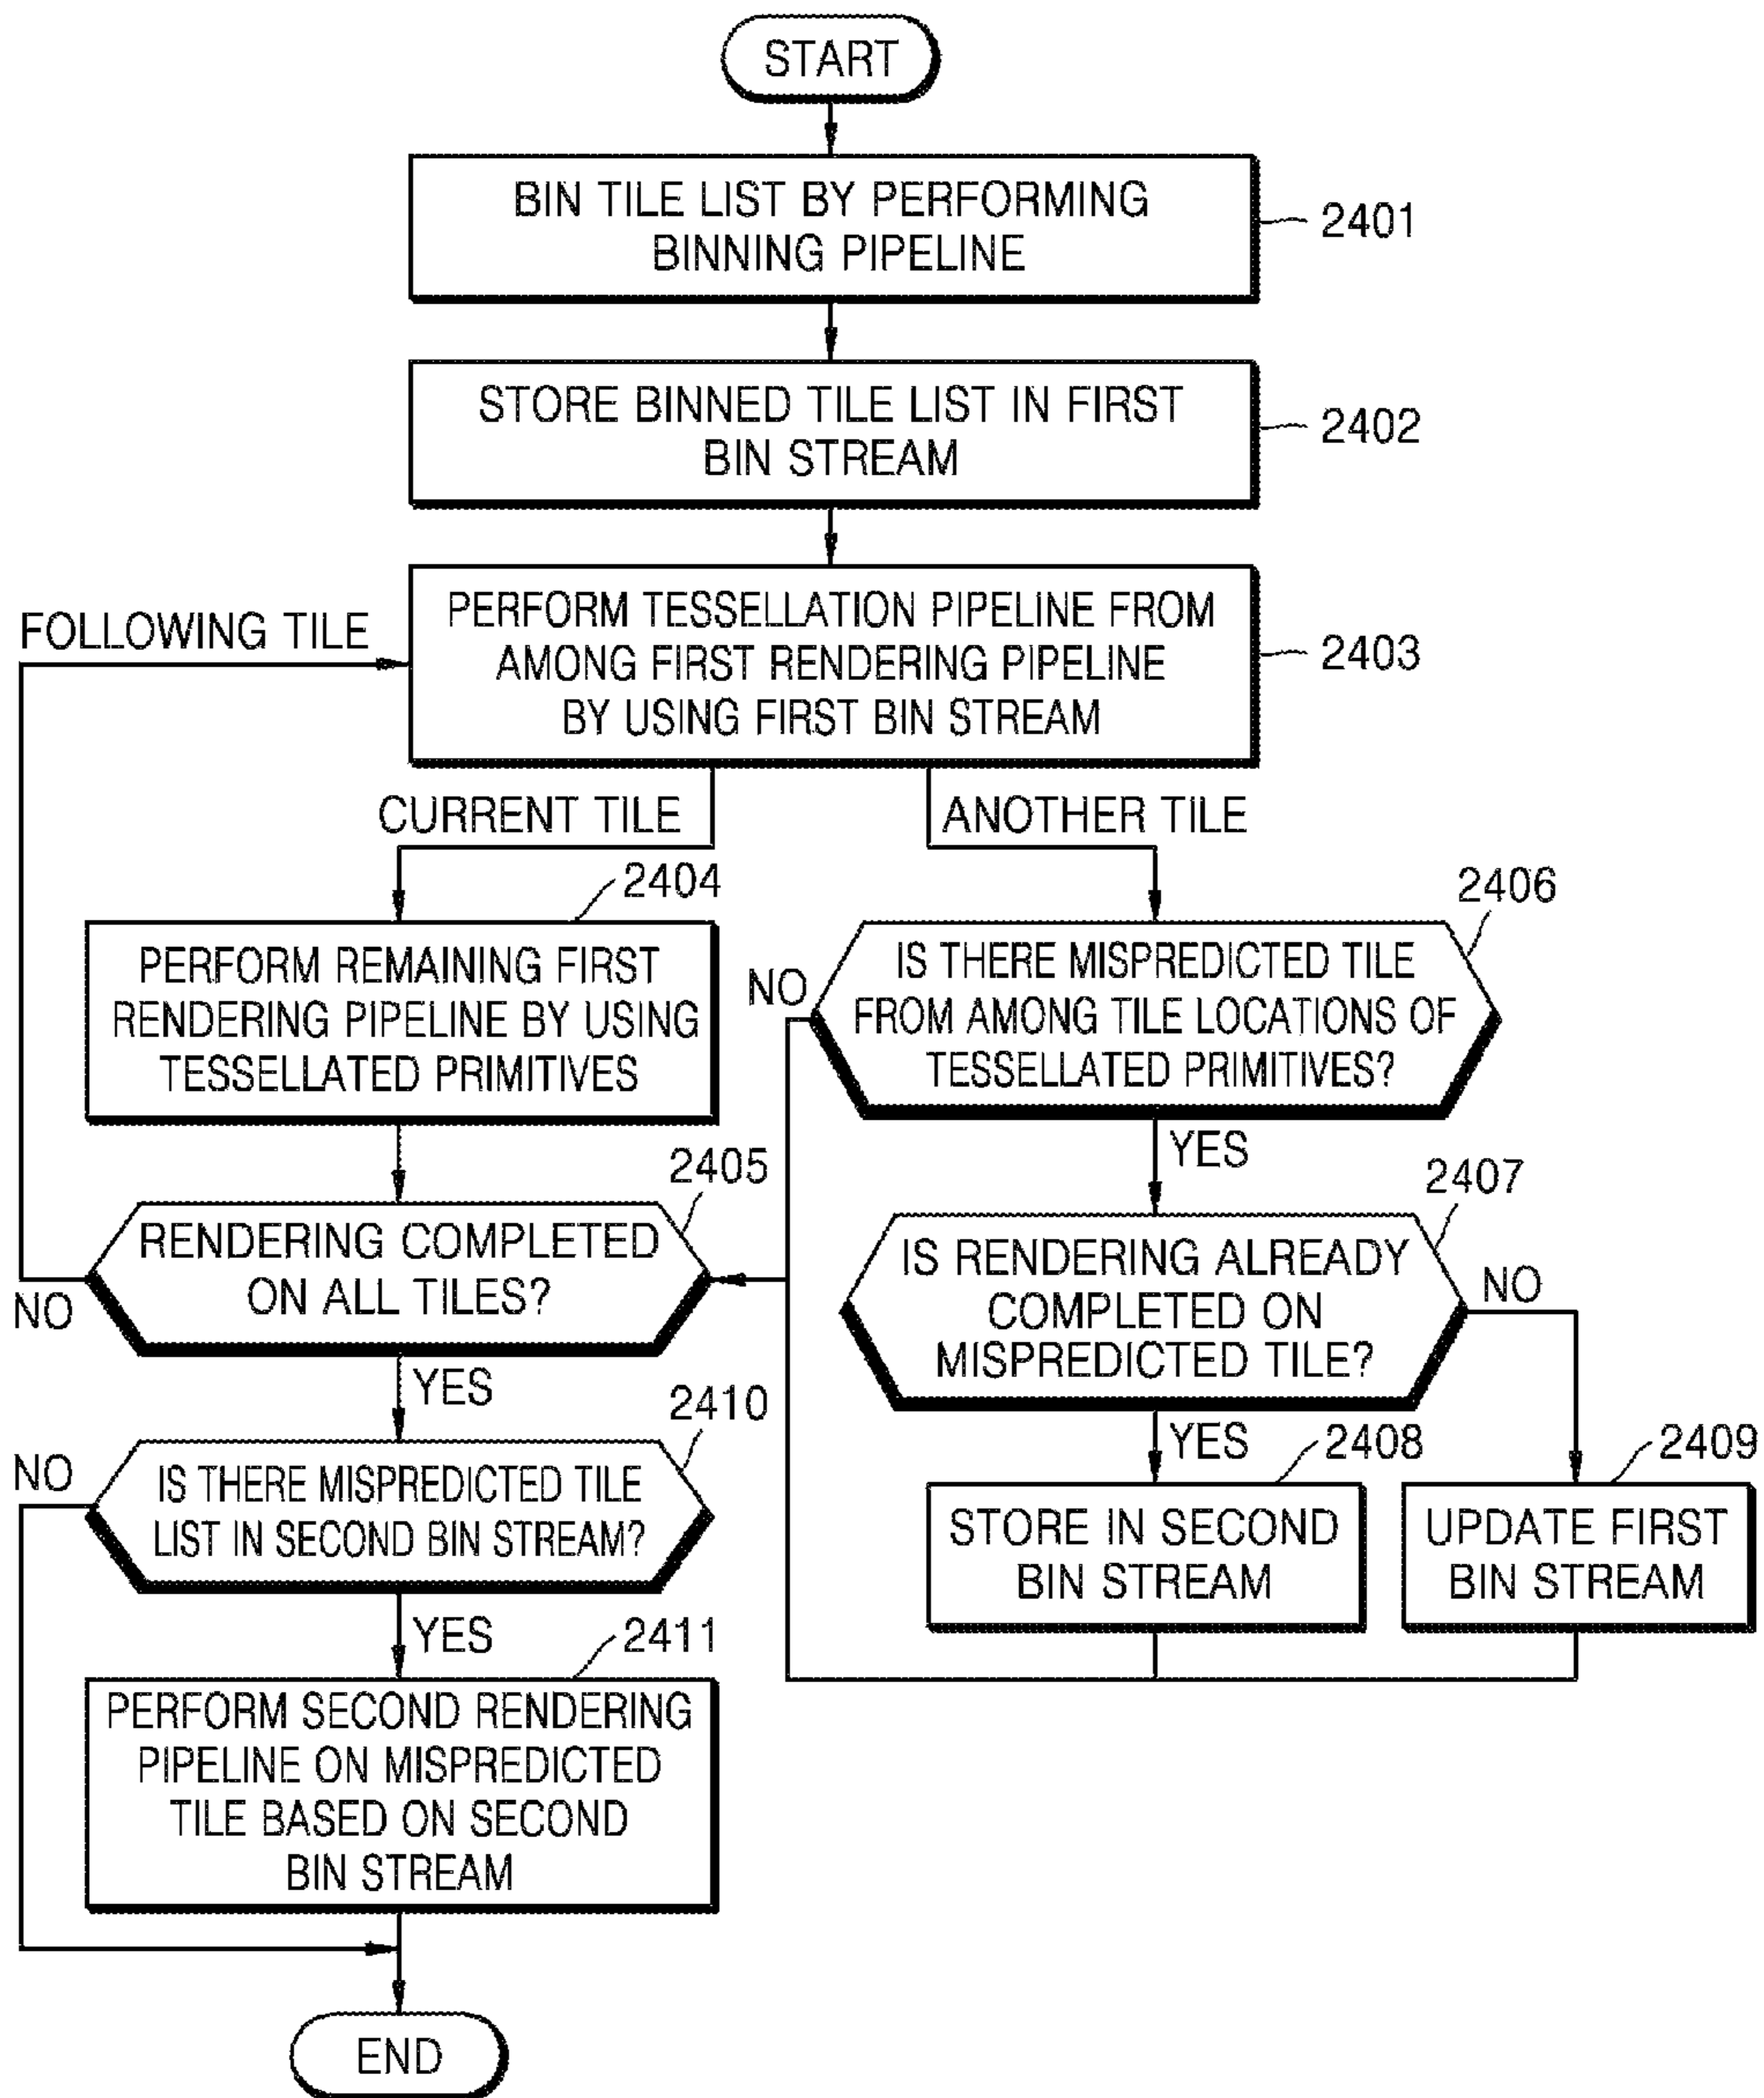 START
BIN TILE LIST BY PERFORMING
BINNING PIPELINE
2401
STORE BINNED TILE LIST IN FIRST
BIN STREAM
2402
FOLLOWING TILE
PERFORM TESSELLATION PIPELINE FROM
AMONG FIRST RENDERING PIPELINE
BY USING FIRST BIN STREAM
2403
CURRENT TILE
ANOTHER TILE
2404
PERFORM REMAINING FIRST
RENDERING PIPELINE BY USING
TESSELLATED PRIMITIVES
2406
NO
IS THERE MISPREDICTED TILE
FROM AMONG TILE LOCATIONS OF
TESSELLATED PRIMITIVES?
YES
2405
RENDERING COMPLETED
ON ALL TILES?
NO
YES
2407
IS RENDERING ALREADY
COMPLETED ON
MISPREDICTED TILE?
NO
YES
2410
NO
IS THERE MISPREDICTED TILE
LIST IN SECOND BIN STREAM?
YES
2408
STORE IN SECOND
BIN STREAM
2409
UPDATE FIRST
BIN STREAM
2411
PERFORM SECOND RENDERING
PIPELINE ON MISPREDICTED
TILE BASED ON SECOND
BIN STREAM
END